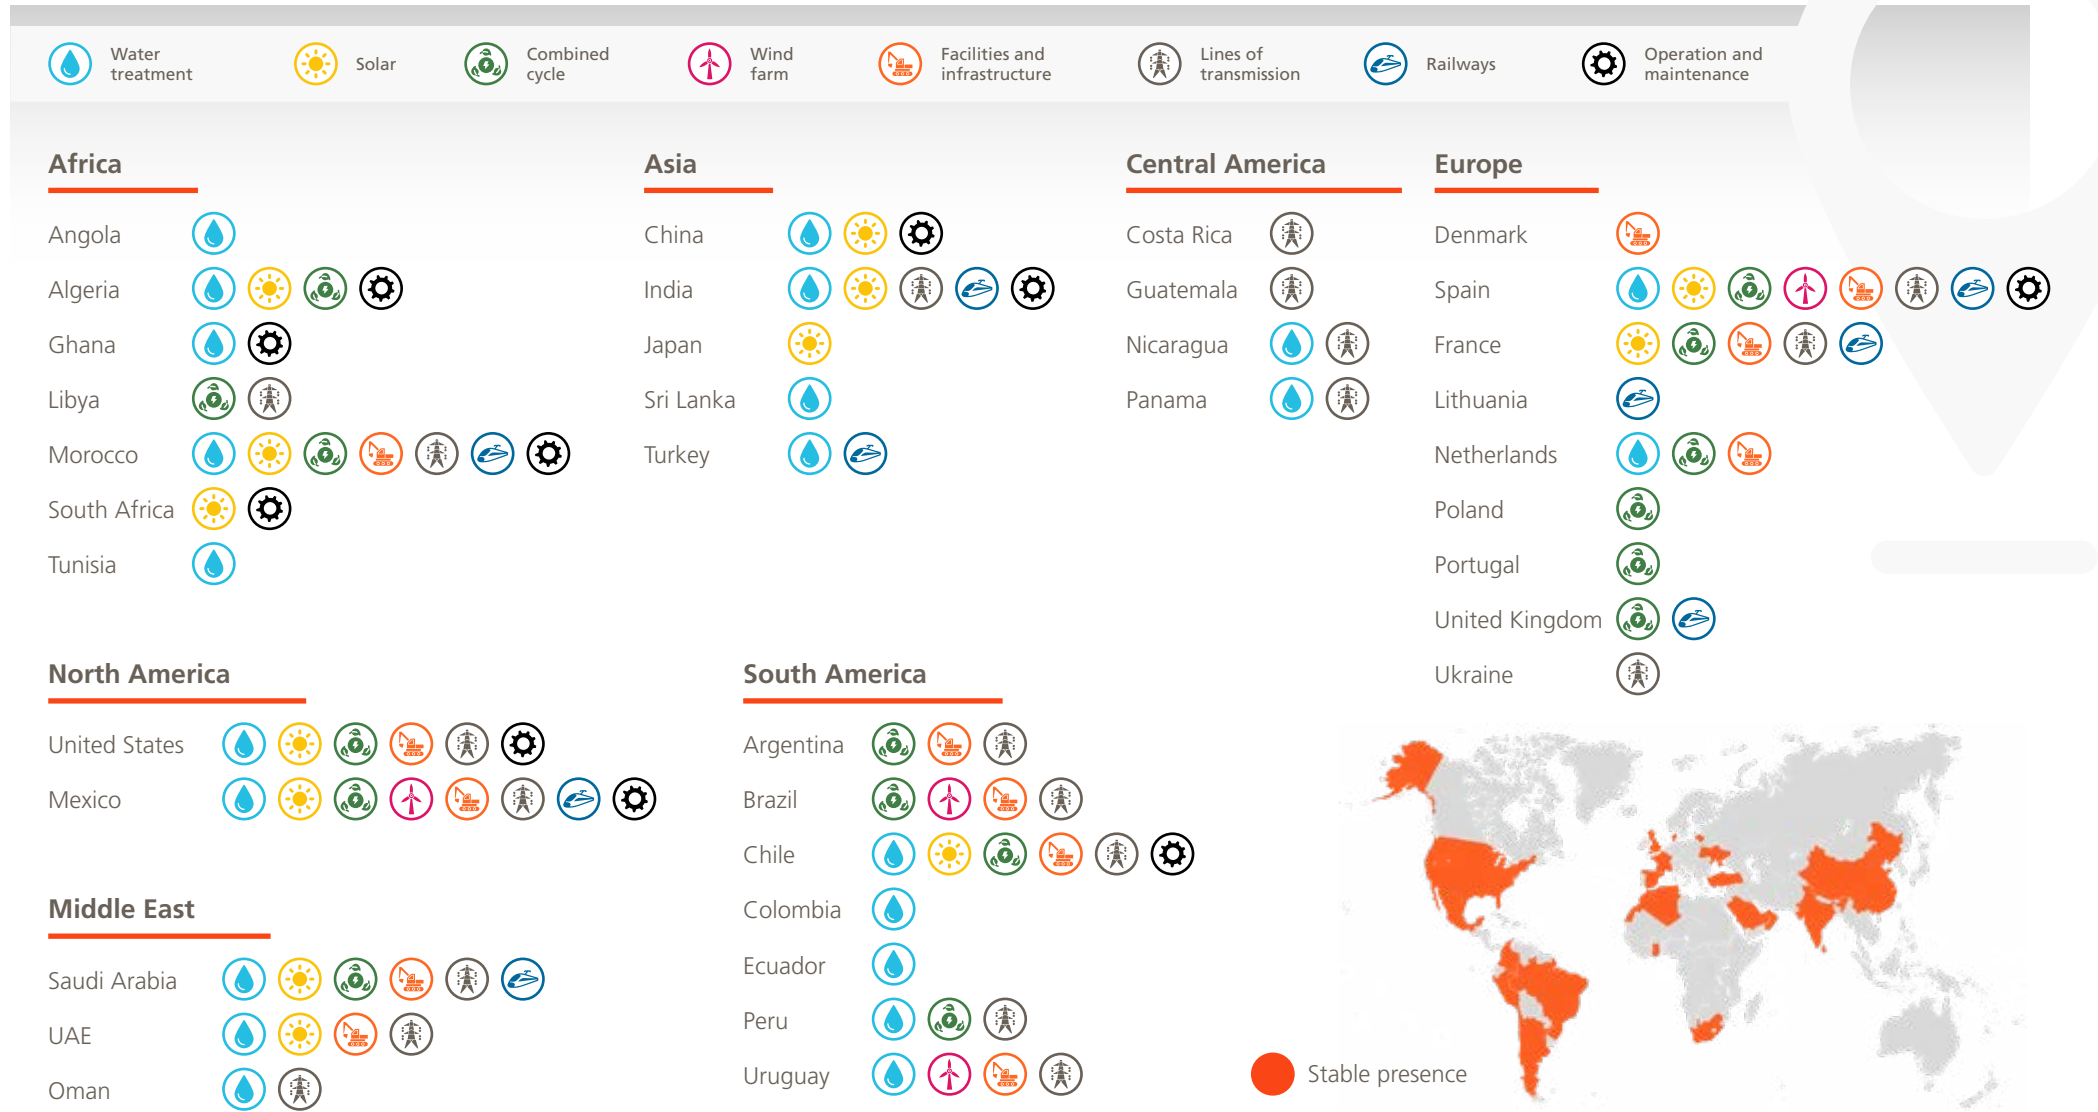 Water
treatment
Solar
Combined
cycle
Wind
farm
Facilities and
infrastructure
Lines of
transmission
Railways
Operation and
maintenance
Africa
Angola
Algeria
Ghana
Libya
Morocco
South Africa
Tunisia
Asia
China
India
Japan
Sri Lanka
Turkey
Central America
Costa Rica
Guatemala
Nicaragua
Panama
Europe
Denmark
Spain
France
Lithuania
Netherlands
Poland
Portugal
United Kingdom
Ukraine
North America
United States
Mexico
Middle East
Saudi Arabia
UAE
Oman
South America
Argentina
Brazil
Chile
Colombia
Ecuador
Peru
Uruguay
Stable presence